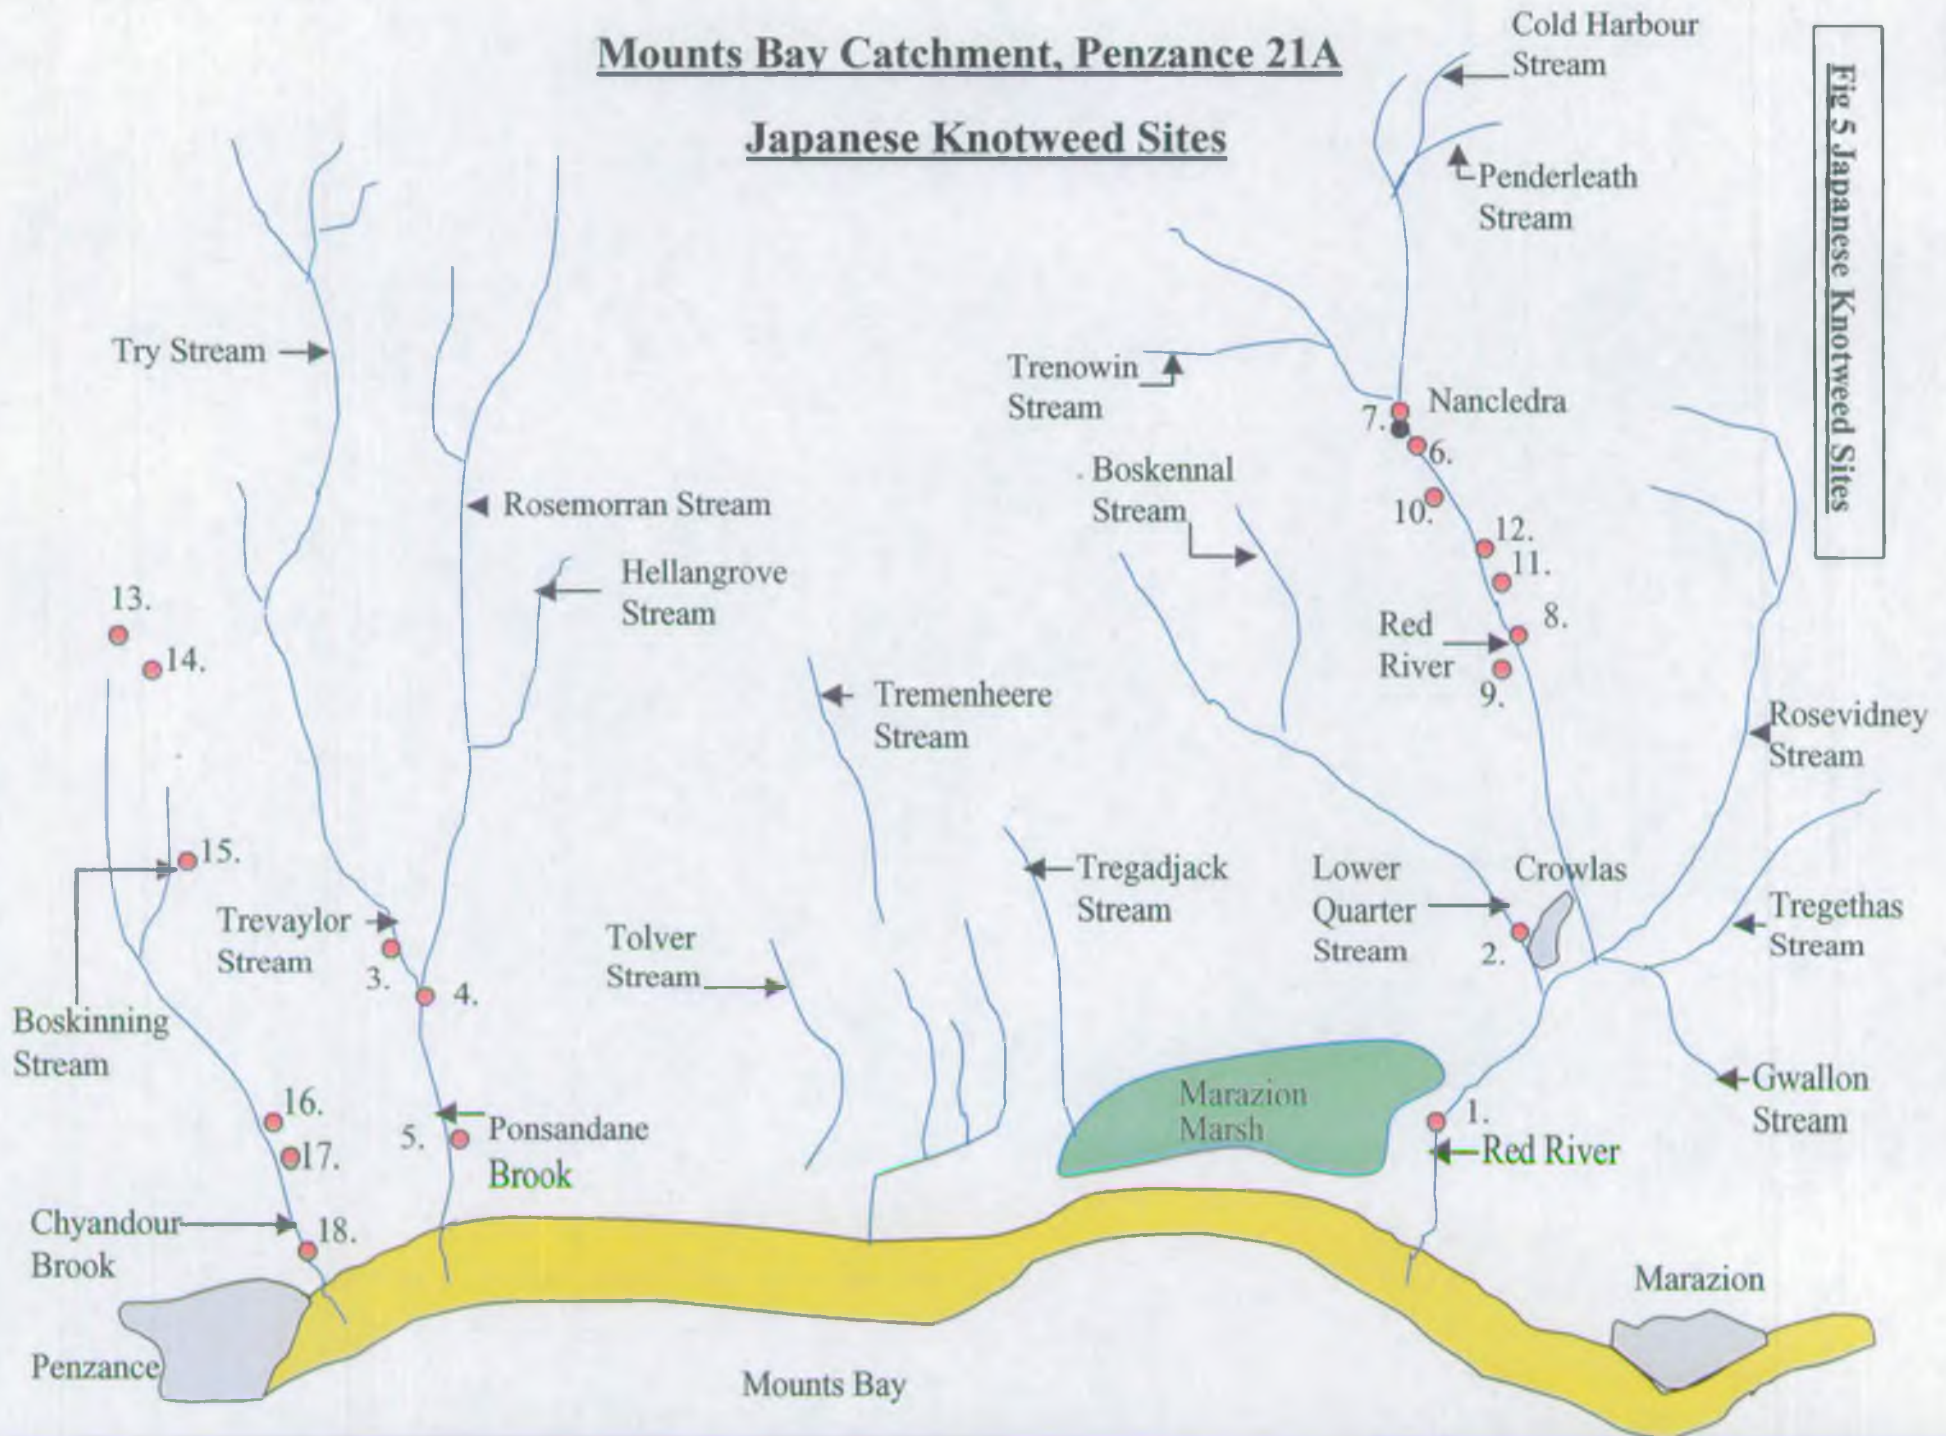 Mounts Bay Catchment, Penzance 21A
Japanese Knotweed Sites
Fig 5 Japanese Knotweed Sites
Cold Harbour
Stream
Penderleath
Stream
Try Stream
Trenowin
Stream
Nancledra
7.
6.
Boskennal
Stream
10.
12.
11.
8.
Red
River
9.
Rosemorran Stream
Hellangrove
Stream
13.
14.
Tremenheere
Stream
Rosevidney
Stream
15.
Trevaylor
Stream
3.
4.
Tolver
Stream
Tregadjack
Stream
Lower
Quarter
Stream
2.
Crowlas
Tregethas
Stream
Boskinning
Stream
Gwallon
Stream
16.
17.
5.
Ponsandane
Brook
Marazion
Marsh
1.
Red River
Chyandour
Brook
18.
Marazion
Penzance
Mounts Bay